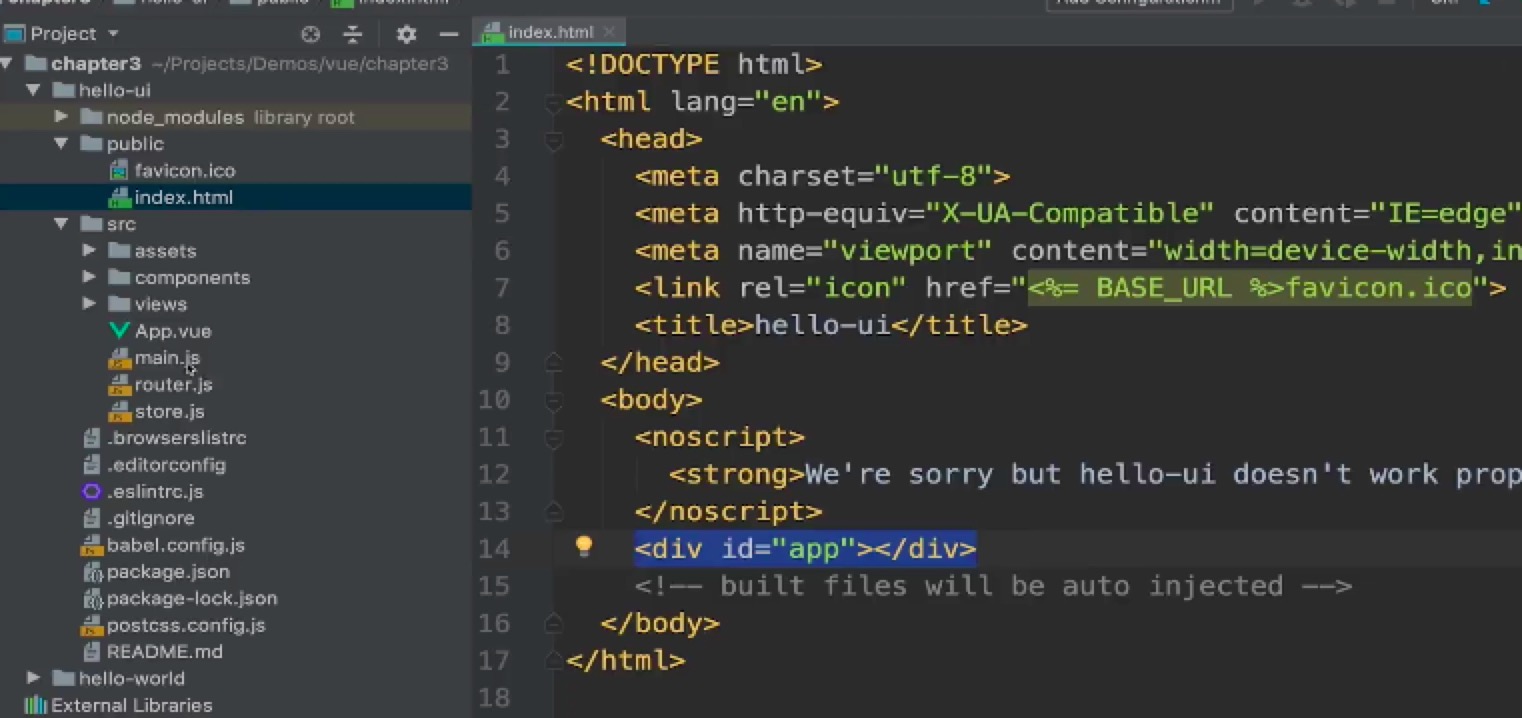 Project
chapter3 ~/Projects/Demos/vue/chapter3
hello-ui
node_modules library root
public
favicon.ico
index.html
src
assets
components
views
App.vue
main.js
router.js
store.js
.browserslistrc
.editorconfig
.eslintrc.js
.gitignore
babel.config.js
package.json
package-lock.json
postcss.config.js
README.md
hello-world
External Libraries
index.html
1 <!DOCTYPE html>
2 <html lang="en">
3 <head>
4 <meta charset="utf-8">
5 <meta http-equiv="X-UA-Compatible" content="IE=edge"
6 <meta name="viewport" content="width=device-width,in
7 <link rel="icon" href="<%= BASE_URL %>favicon.ico">
8 <title>hello-ui</title>
9 </head>
10 <body>
11 <noscript>
12 <strong>We're sorry but hello-ui doesn't work prop
13 </noscript>
14 <div id="app"></div>
15 <!-- built files will be auto injected -->
16 </body>
17 </html>
18